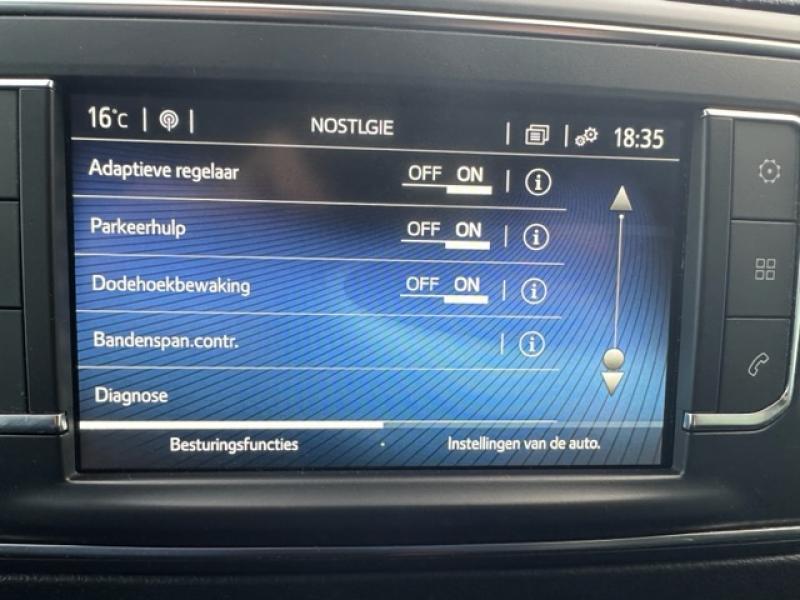 16°C NOSTLGIE 18:35
Adaptieve regelaar OFF ON i
Parkeerhulp OFF ON i
Dodehoekbewaking OFF ON i
Bandenspan.contr. i
Diagnose
Besturingsfuncties Instellingen van de auto.